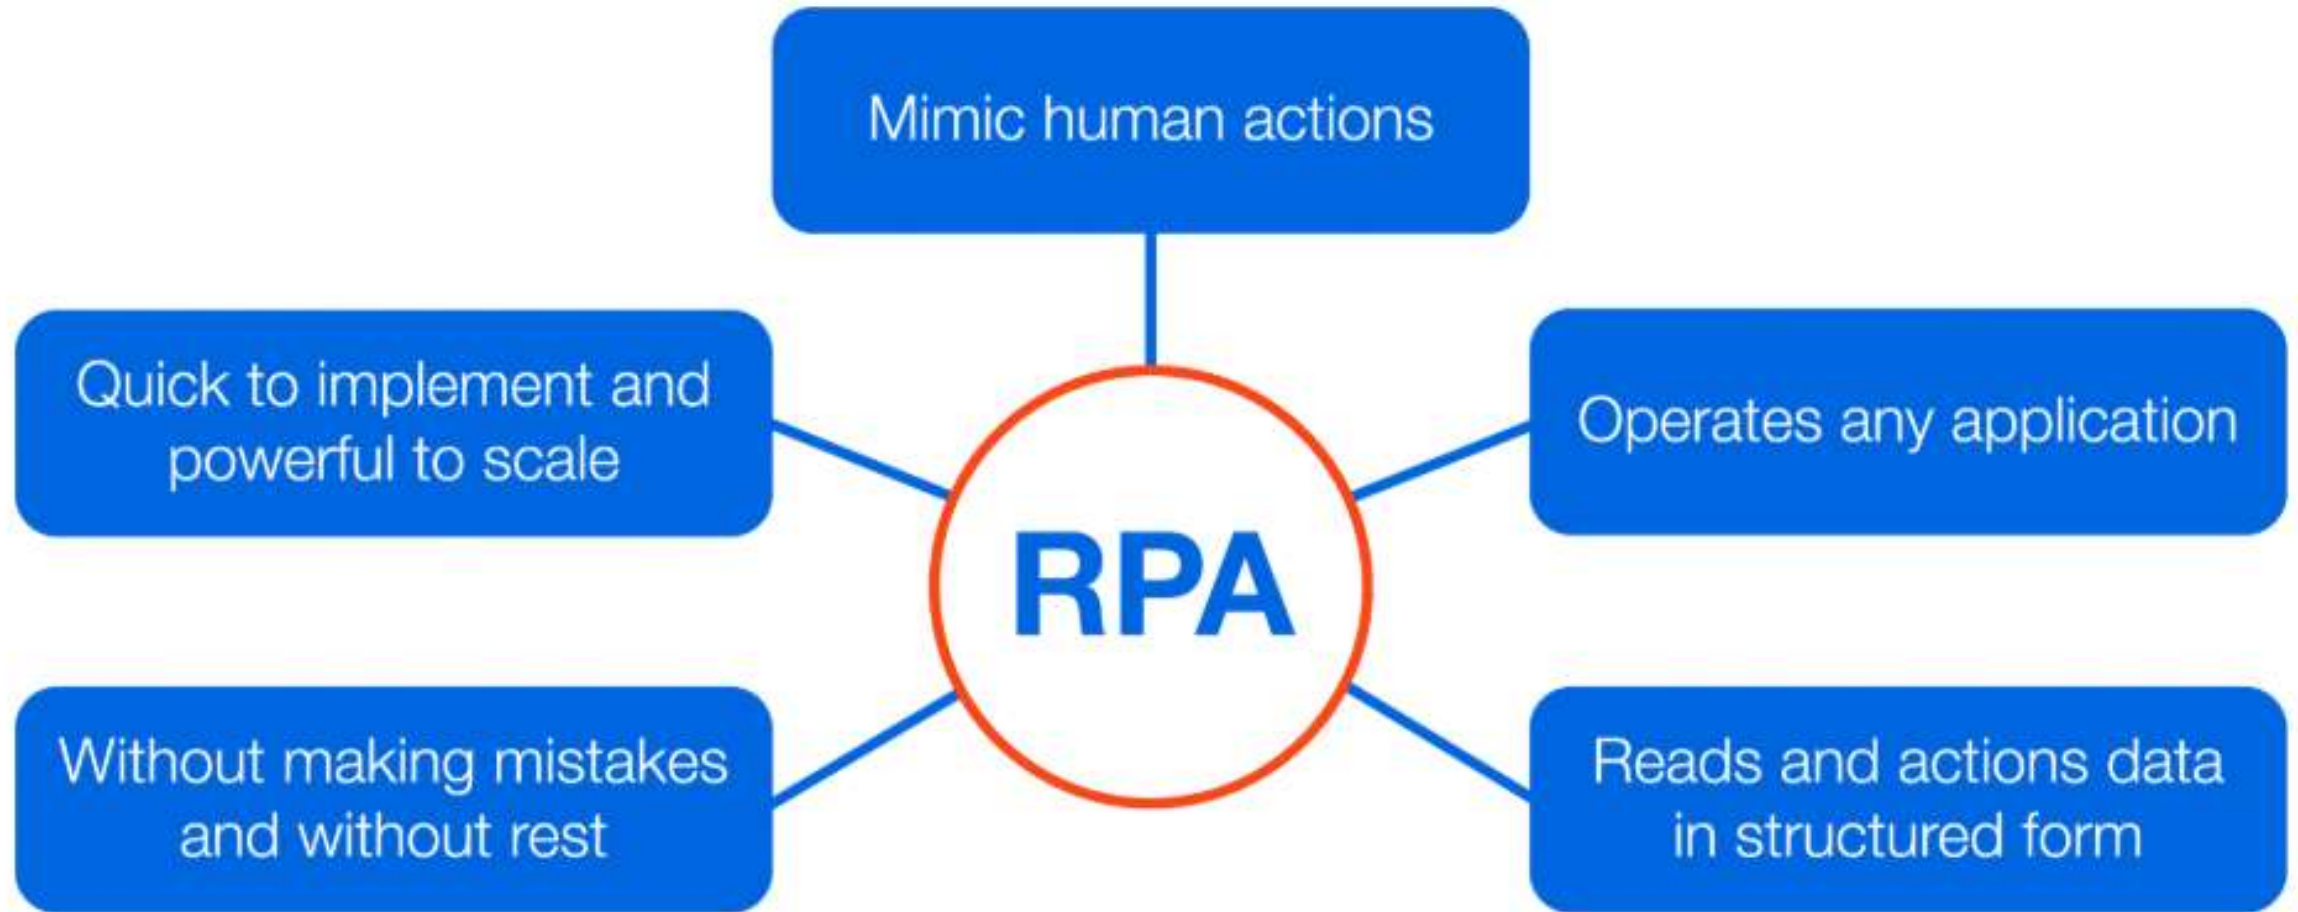 Mimic human actions
Quick to implement and
powerful to scale
Operates any application
RPA
Without making mistakes
and without rest
Reads and actions data
in structured form